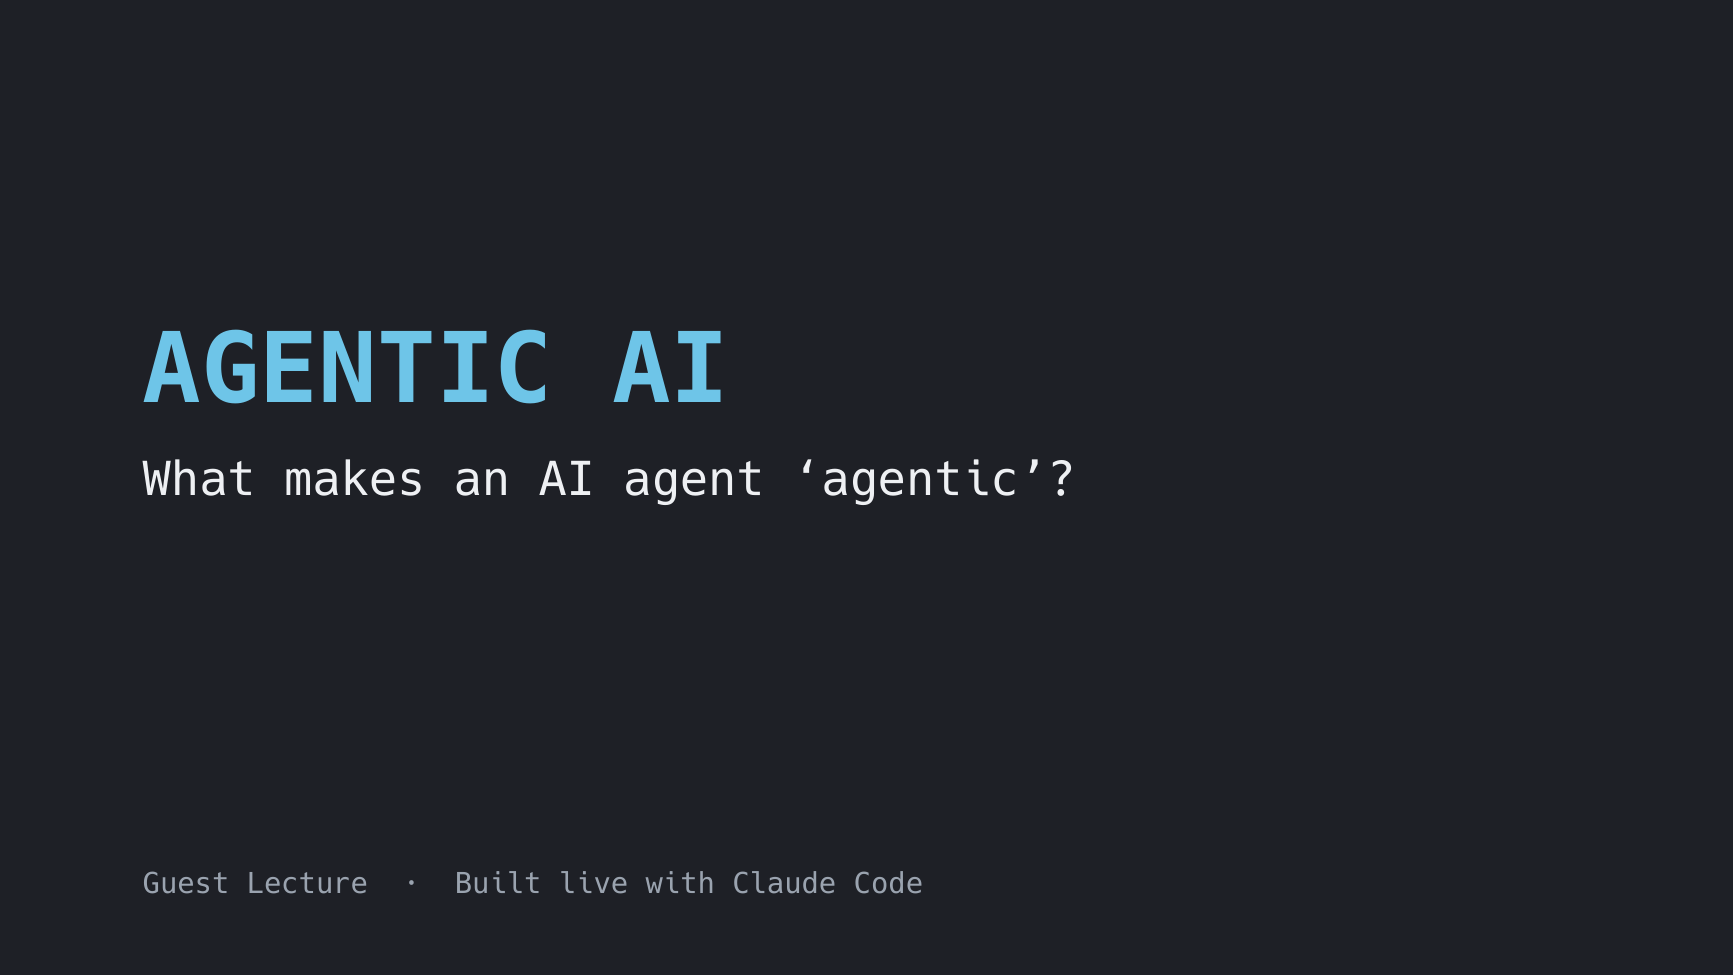 AGENTIC AI
What makes an AI agent ‘agentic’?
Guest Lecture · Built live with Claude Code